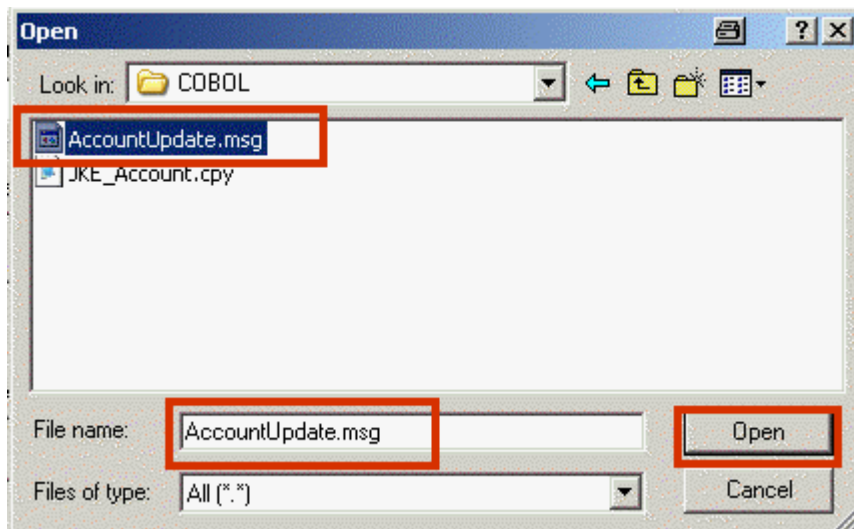 Open
Look in: COBOL
AccountUpdate.msg
JKE_Account.cpy
File name: AccountUpdate.msg Open
Files of type: All (*.*) Cancel